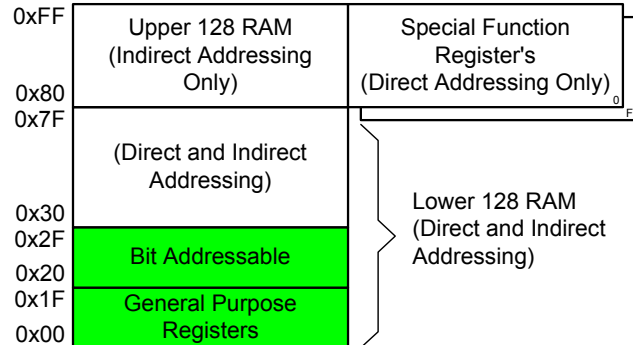 0xFF
Upper 128 RAM
(Indirect Addressing
Only)
Special Function
Register's
(Direct Addressing Only)
0
F
0x80
0x7F
(Direct and Indirect
Addressing)
0x30
Lower 128 RAM
(Direct and Indirect
Addressing)
0x2F
Bit Addressable
0x20
0x1F
General Purpose
Registers
0x00